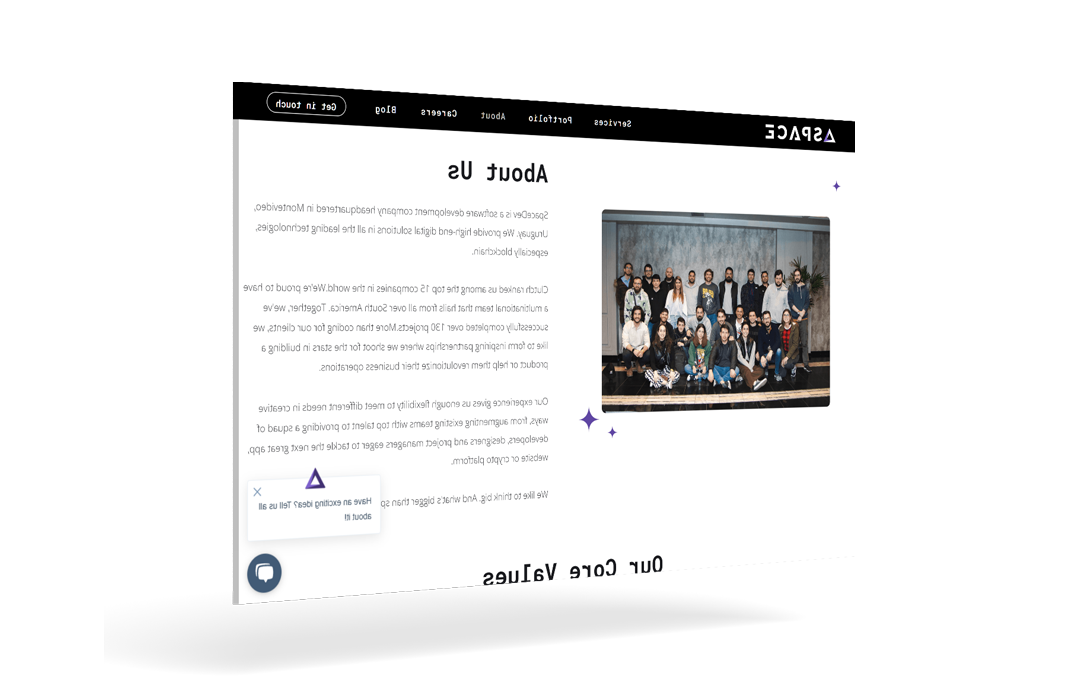 ΔSPACE
Services
Portfolio
About
Careers
Blog
Get in touch
About Us
SpaceDev is a software development company headquartered in Montevideo,
Uruguay. We provide high-end digital solutions in all the leading technologies,
especially blockchain.
Clutch ranked us among the top 15 companies in the world.We're proud to have
a multinational team that hails from all over South America. Together, we've
successfully completed over 130 projects.More than coding for our clients, we
like to form inspiring partnerships where we shoot for the stars in building a
product or help them revolutionize their business operations.
Our experience gives us enough flexibility to meet different needs in creative
ways, from augmenting existing teams with top talent to providing a squad of
developers, designers and project managers eager to tackle the next great app,
website or crypto platform.
We like to think big. And what's bigger than sp
Have an exciting idea? Tell us all
about it!
Our Core Values